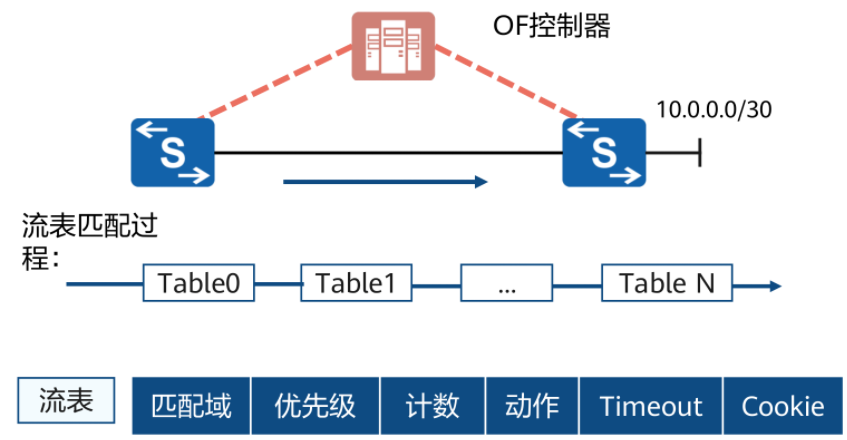 OF控制器
10.0.0.0/30
S
S
流表匹配过
程：
Table0
Table1
...
Table N
流表
匹配域
优先级
计数
动作
Timeout
Cookie